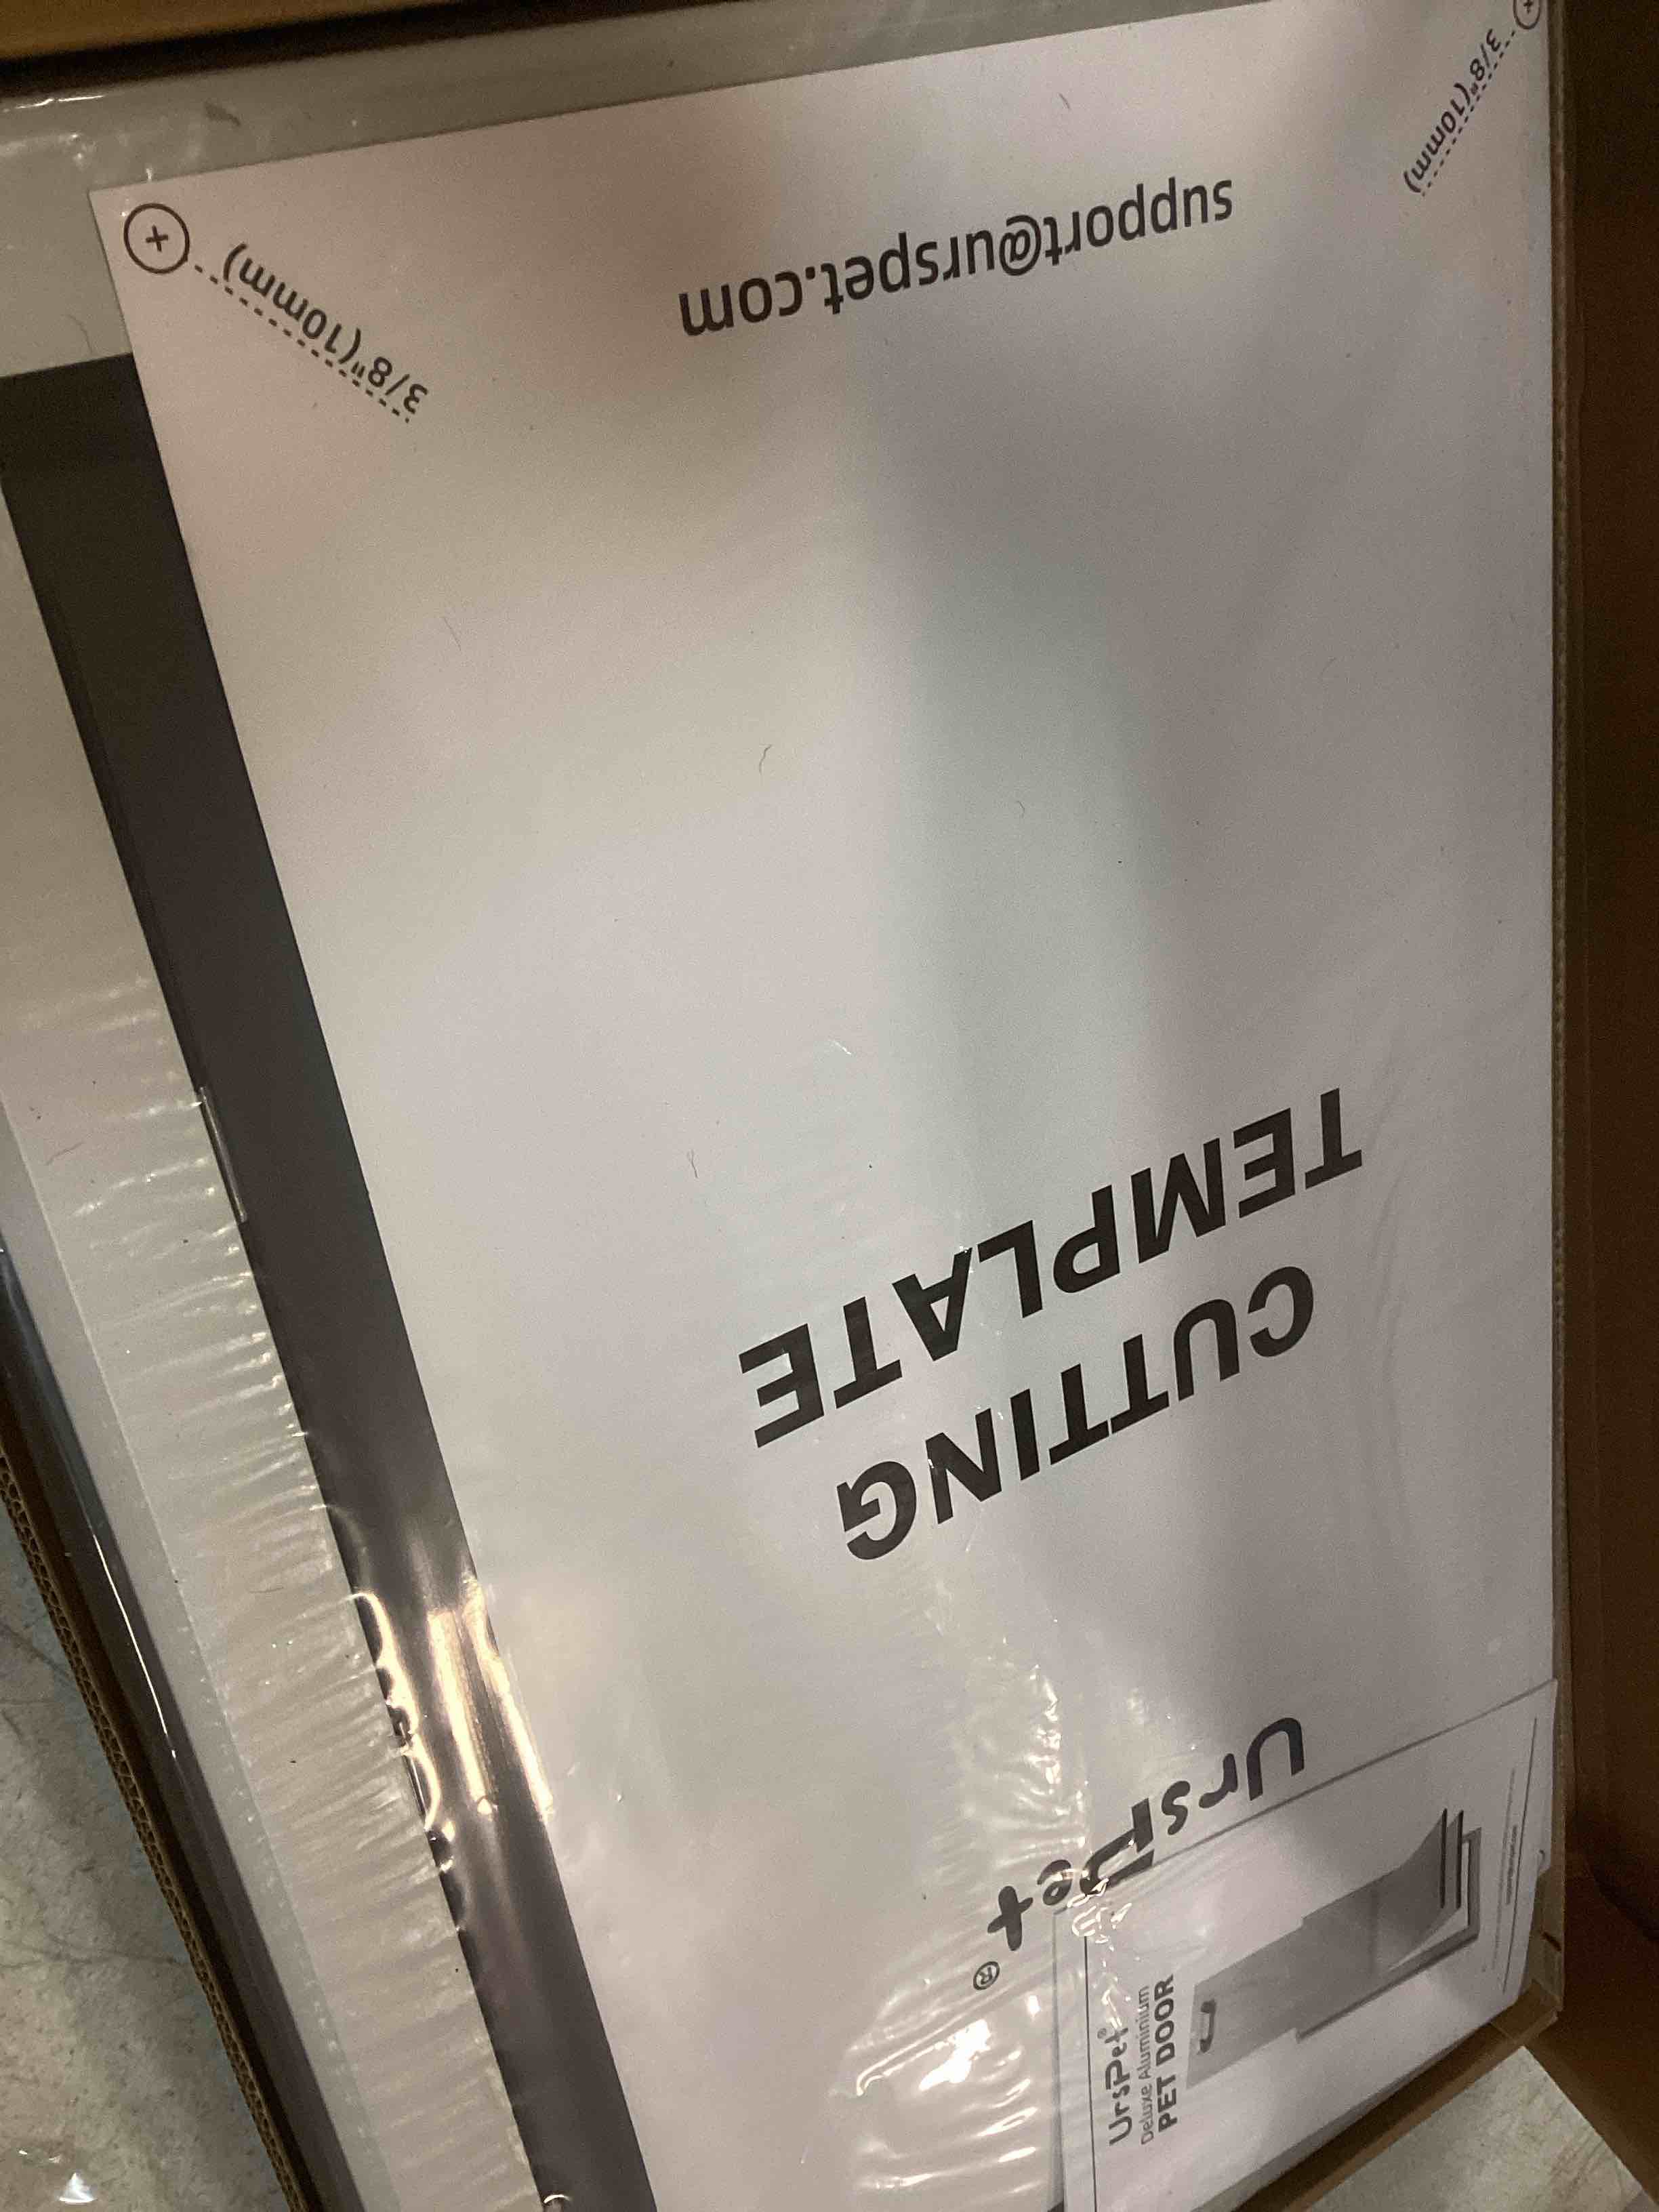 UrsPet®
CUTTING
TEMPLATE
support@urspet.com
3/8"(10mm)
3/8"(10mm)
UrsPet®
Deluxe Aluminium
PET DOOR